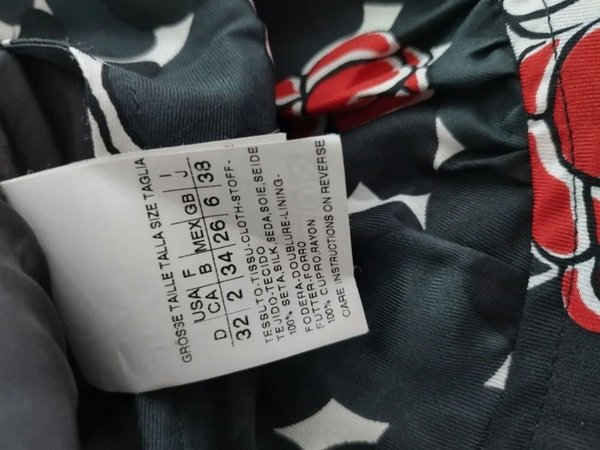 GRÖSSE TAILLE TALLA SIZE TAGLIA
USA F I
D CA B MEX GB J
32 2 34 26 6 38
TESSUTO-TISSU-CLOTH-STOFF-
TEJIDO-TECIDO
100% SETA,SILK,SEDA,SOIE,SEIDE
FODERA-DOUBLURE-LINING-
FUTTER-FORRO
100% CUPRO,RAYON
CARE INSTRUCTIONS ON REVERSE